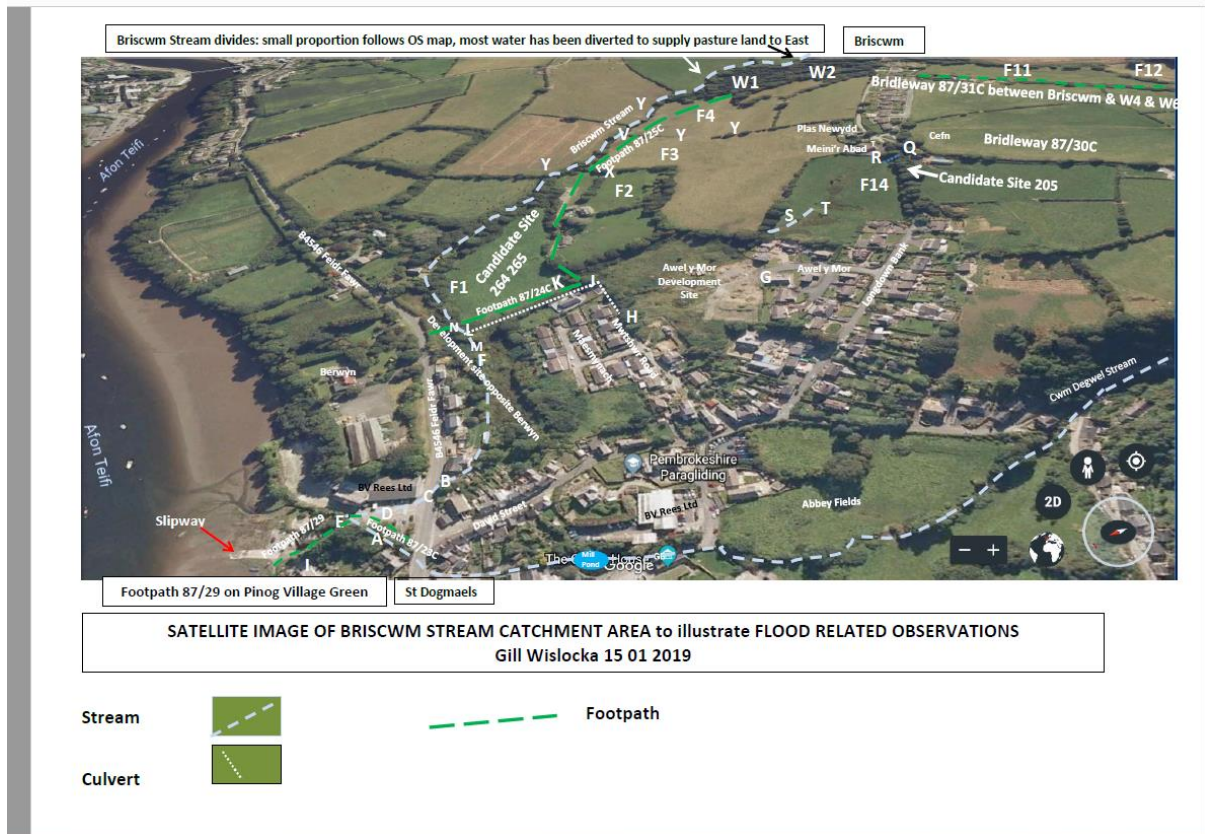 Briscwm Stream divides: small proportion follows OS map, most water has been diverted to supply pasture land to East
Briscwm
W1
W2
F11
F12
Bridleway 87/31C between Briscwm & W4 & W6
Y
Briscwm Stream
V
Footpath 87/25C
F4
Y
Y
F3
Y
X
F2
Plas Newydd
Meini'r Abad
Cefn
Bridleway 87/30C
R
Q
F14
Candidate Site 205
S
T
Afon Teifi
B4546 Feidr Fawr
Candidate Site
264 265
F1
Footpath 87/24C
K
J
H
N
L
M
F
Development site opposite Berwyn
Awel y Mor
Development
Site
G
Awel y Mor
Longdown Bank
Maesmynach
Mwtshwr Road
Berwyn
B4546 Feidr Fawr
Cwm Degwel Stream
Afon Teifi
Pembrokeshire
Paragliding
BV Rees Ltd
Abbey Fields
BV Rees Ltd
B
C
D
E
A
David Street
Slipway
Footpath 87/29
Footpath 87/23C
I
Mill
Pond
Google
2D
Footpath 87/29 on Pinog Village Green
St Dogmaels
SATELLITE IMAGE OF BRISCWM STREAM CATCHMENT AREA to illustrate FLOOD RELATED OBSERVATIONS
Gill Wislocka 15 01 2019
Stream
Footpath
Culvert